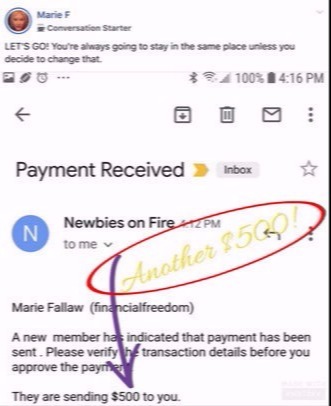 Marie F
Conversation Starter
LET'S GO! You're always going to stay in the same place unless you
decide to change that.
100% 4:16 PM
Payment Received Inbox
N
Newbies on Fire 4:12 PM
to me
Another $500!
Marie Fallaw (financialfreedom)
A new member has indicated that payment has been
sent . Please verify the transaction details before you
approve the payment.
They are sending $500 to you.